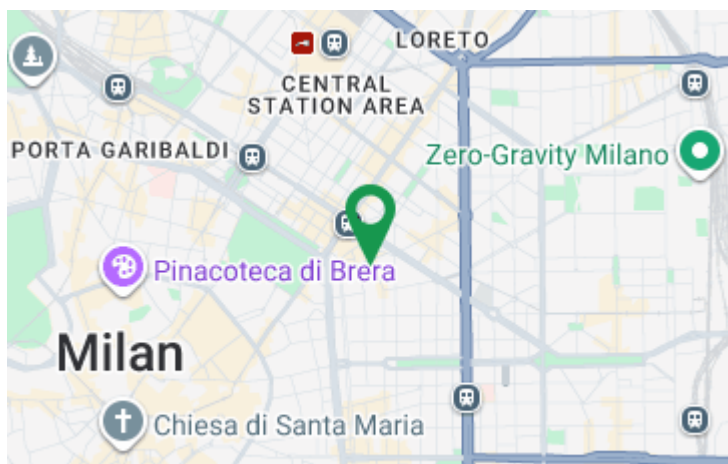 LORETO
CENTRAL
STATION AREA
PORTA GARIBALDI
Zero-Gravity Milano
Pinacoteca di Brera
Milan
Chiesa di Santa Maria